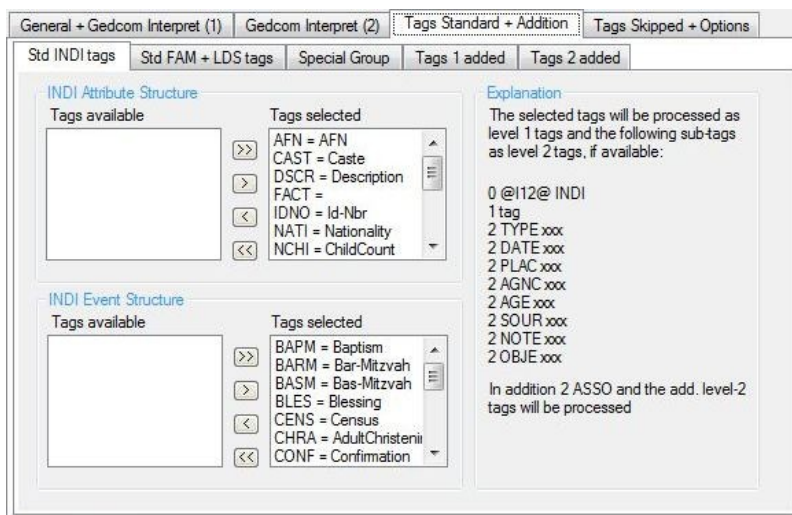 General + Gedcom Interpret (1) Gedcom Interpret (2) Tags Standard + Addition Tags Skipped + Options
Std INDI tags Std FAM + LDS tags Special Group Tags 1 added Tags 2 added
INDI Attribute Structure
Tags available
>>
>
<
<<
Tags selected
AFN = AFN
CAST = Caste
DSCR = Description
FACT =
IDNO = Id-Nbr
NATI = Nationality
NCHI = ChildCount
INDI Event Structure
Tags available
>>
>
<
<<
Tags selected
BAPM = Baptism
BARM = Bar-Mitzvah
BASM = Bas-Mitzvah
BLES = Blessing
CENS = Census
CHRA = AdultChristenin
CONF = Confirmation
Explanation
The selected tags will be processed as
level 1 tags and the following sub-tags
as level 2 tags, if available:
0 @I12@ INDI
1 tag
2 TYPE xxx
2 DATE xxx
2 PLAC xxx
2 AGNC xxx
2 AGE xxx
2 SOUR xxx
2 NOTE xxx
2 OBJE xxx
In addition 2 ASSO and the add. level-2
tags will be processed